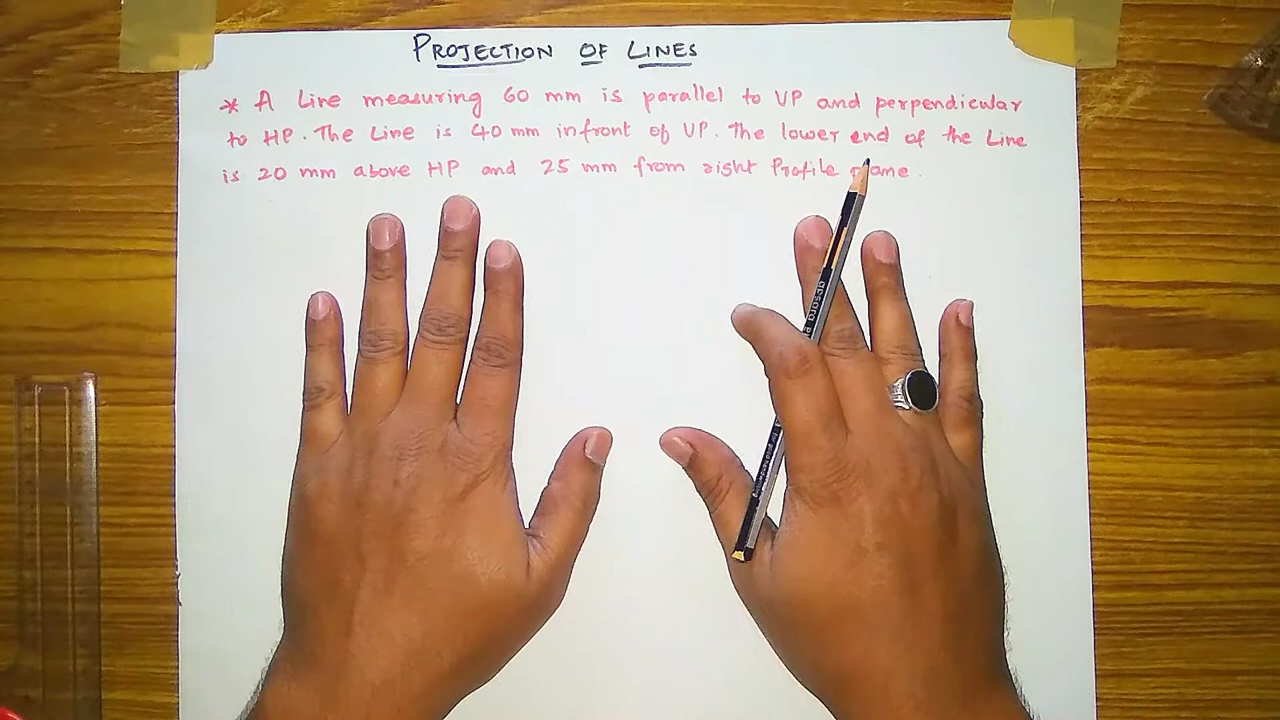 PROJECTION OF LINES
* A Line measuring 60 mm is parallel to VP and perpendicular
to HP. The Line is 40 mm infront of VP. The lower end of the Line
is 20 mm above HP and 25 mm from right Profile plane.
apsara